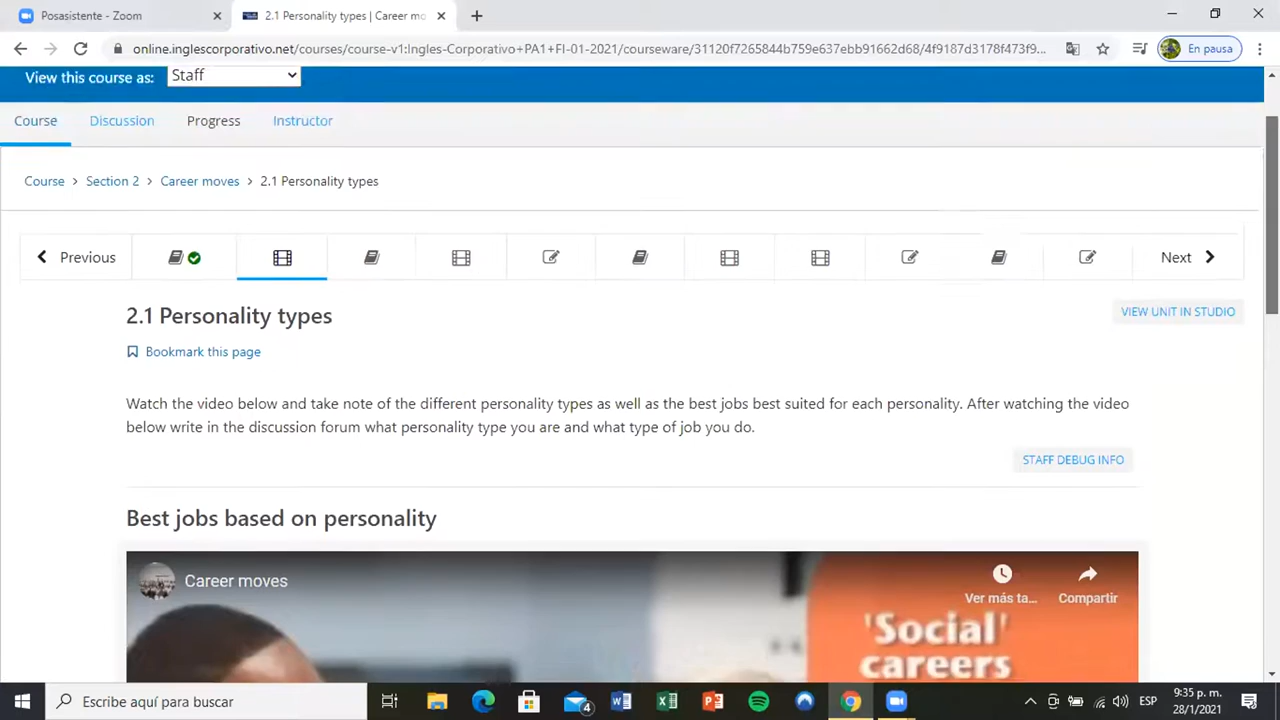 Posasistente - Zoom
2.1 Personality types | Career mo
online.inglescorporativo.net/courses/course-v1:Ingles-Corporativo+PA1+FI-01-2021/courseware/31120f7265844b759e637ebb91662d68/4f9187d3178f473f9...
En pausa
View this course as: Staff
Course Discussion Progress Instructor
Course > Section 2 > Career moves > 2.1 Personality types
Previous
Next
2.1 Personality types
VIEW UNIT IN STUDIO
Bookmark this page
Watch the video below and take note of the different personality types as well as the best jobs best suited for each personality. After watching the video
below write in the discussion forum what personality type you are and what type of job you do.
STAFF DEBUG INFO
Best jobs based on personality
Career moves
Ver más ta...
Compartir
'Social'
careers
Escribe aquí para buscar
4
ESP
9:35 p. m.
28/1/2021